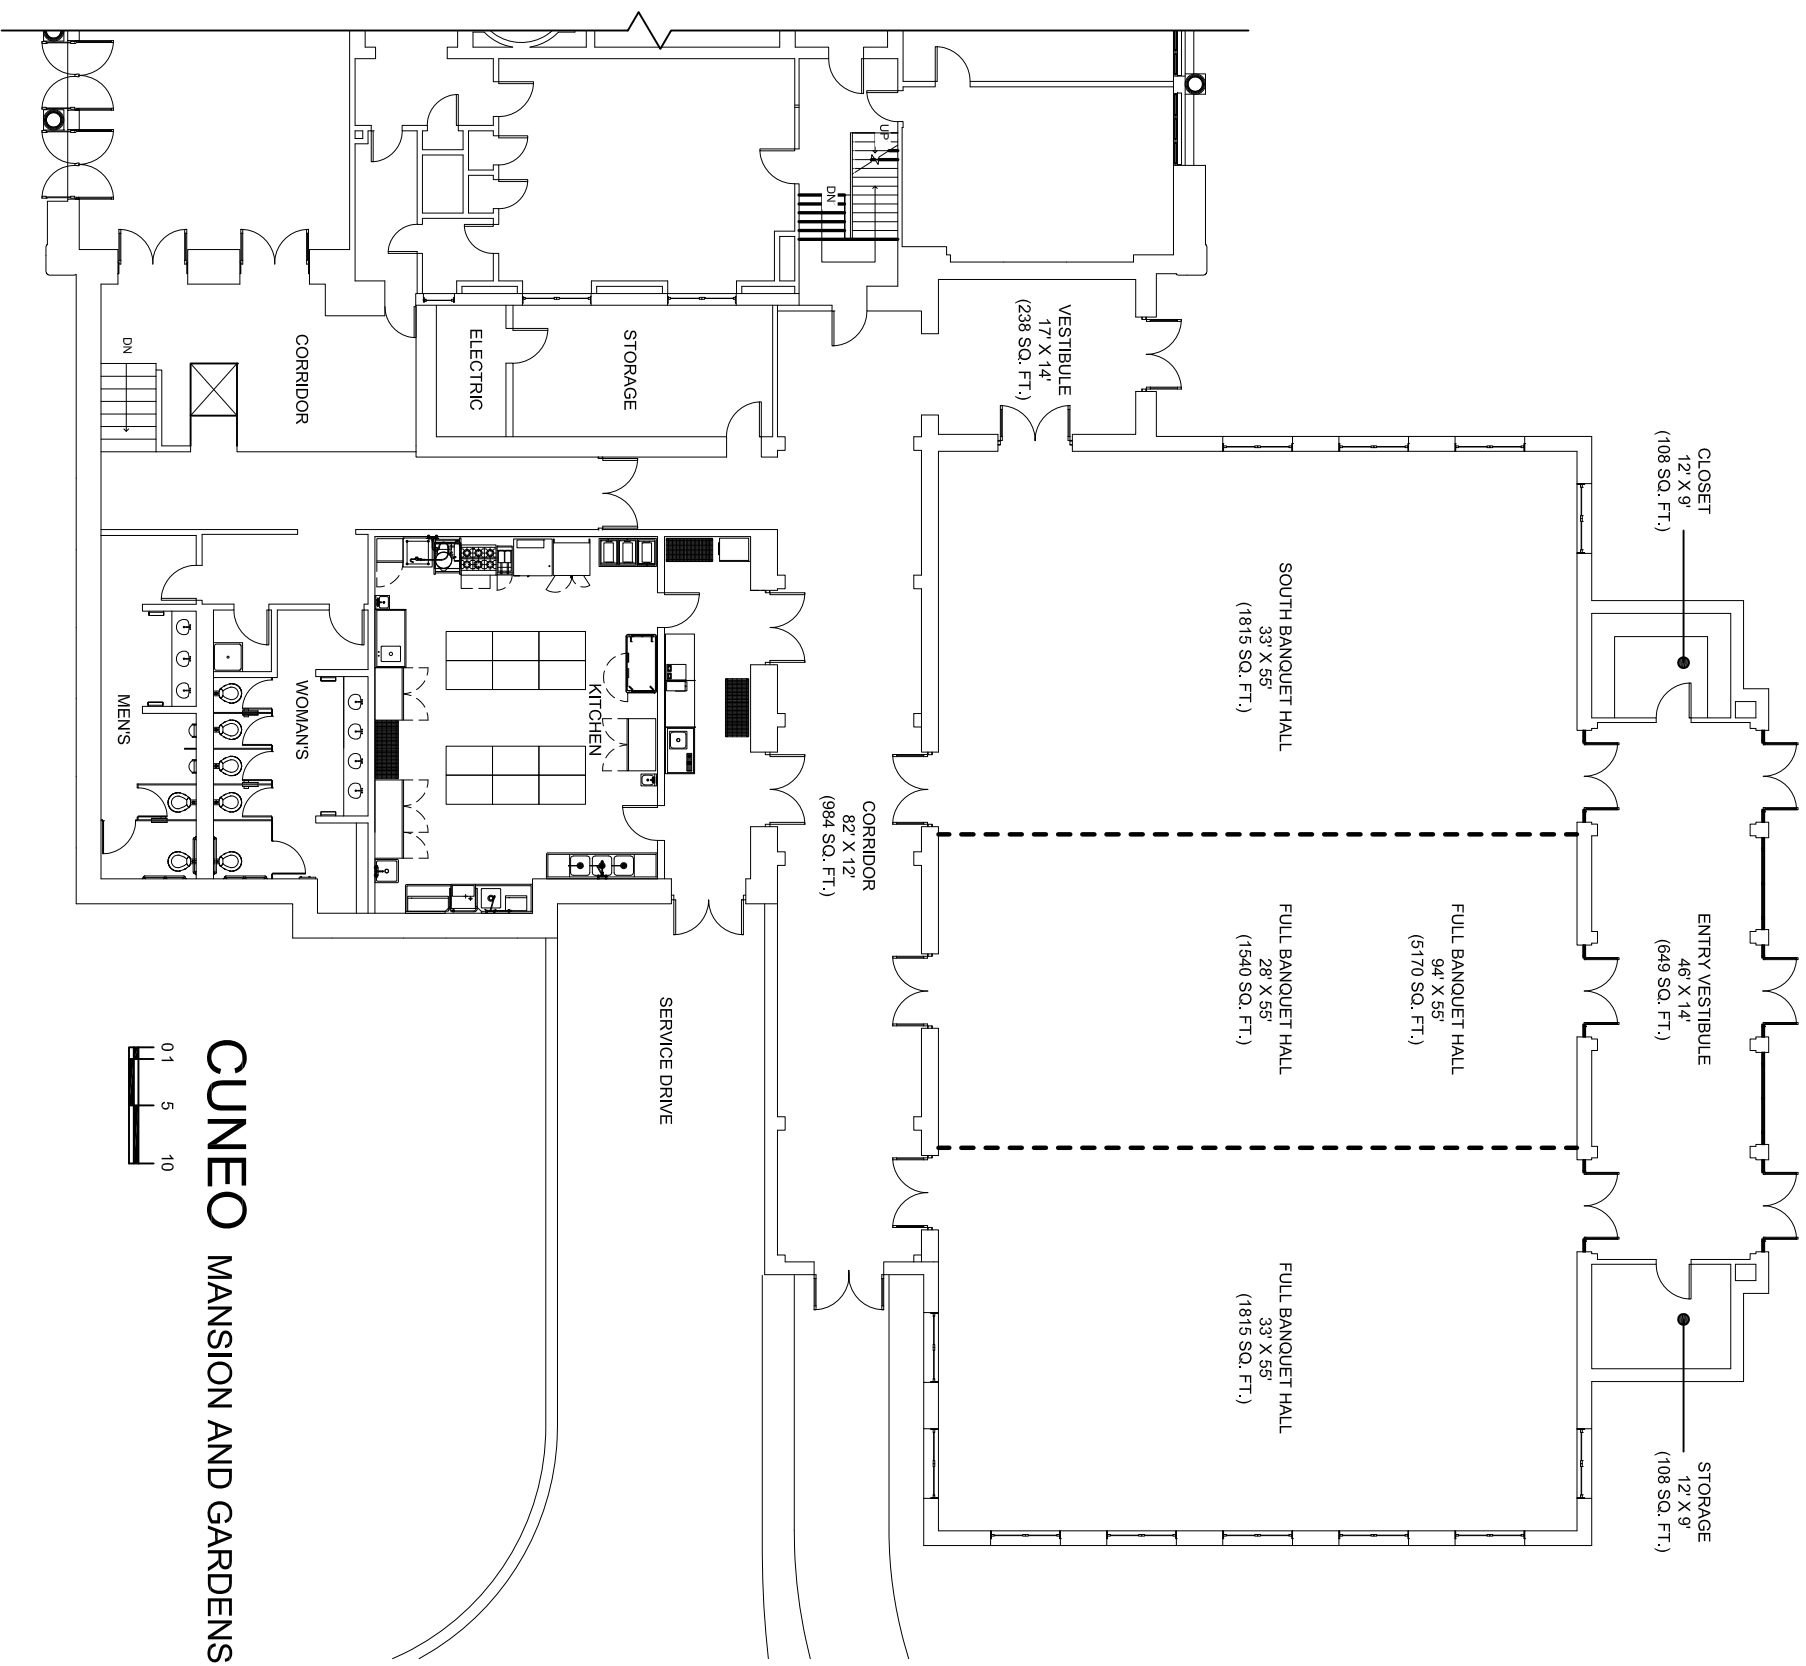 CLOSET
12' X 9'
(108 SQ. FT.)
ENTRY VESTIBULE
46' X 14'
(649 SQ. FT.)
STORAGE
12' X 9'
(108 SQ. FT.)
FULL BANQUET HALL
94' X 55'
(5170 SQ. FT.)
SOUTH BANQUET HALL
33' X 55'
(1815 SQ. FT.)
FULL BANQUET HALL
28' X 55'
(1540 SQ. FT.)
FULL BANQUET HALL
33' X 55'
(1815 SQ. FT.)
VESTIBULE
17' X 14'
(238 SQ. FT.)
UP
DN
CORRIDOR
82' X 12'
(984 SQ. FT.)
STORAGE
ELECTRIC
KITCHEN
SERVICE DRIVE
CORRIDOR
DN
WOMAN'S
MEN'S
CUNEO MANSION AND GARDENS
0 1 5 10